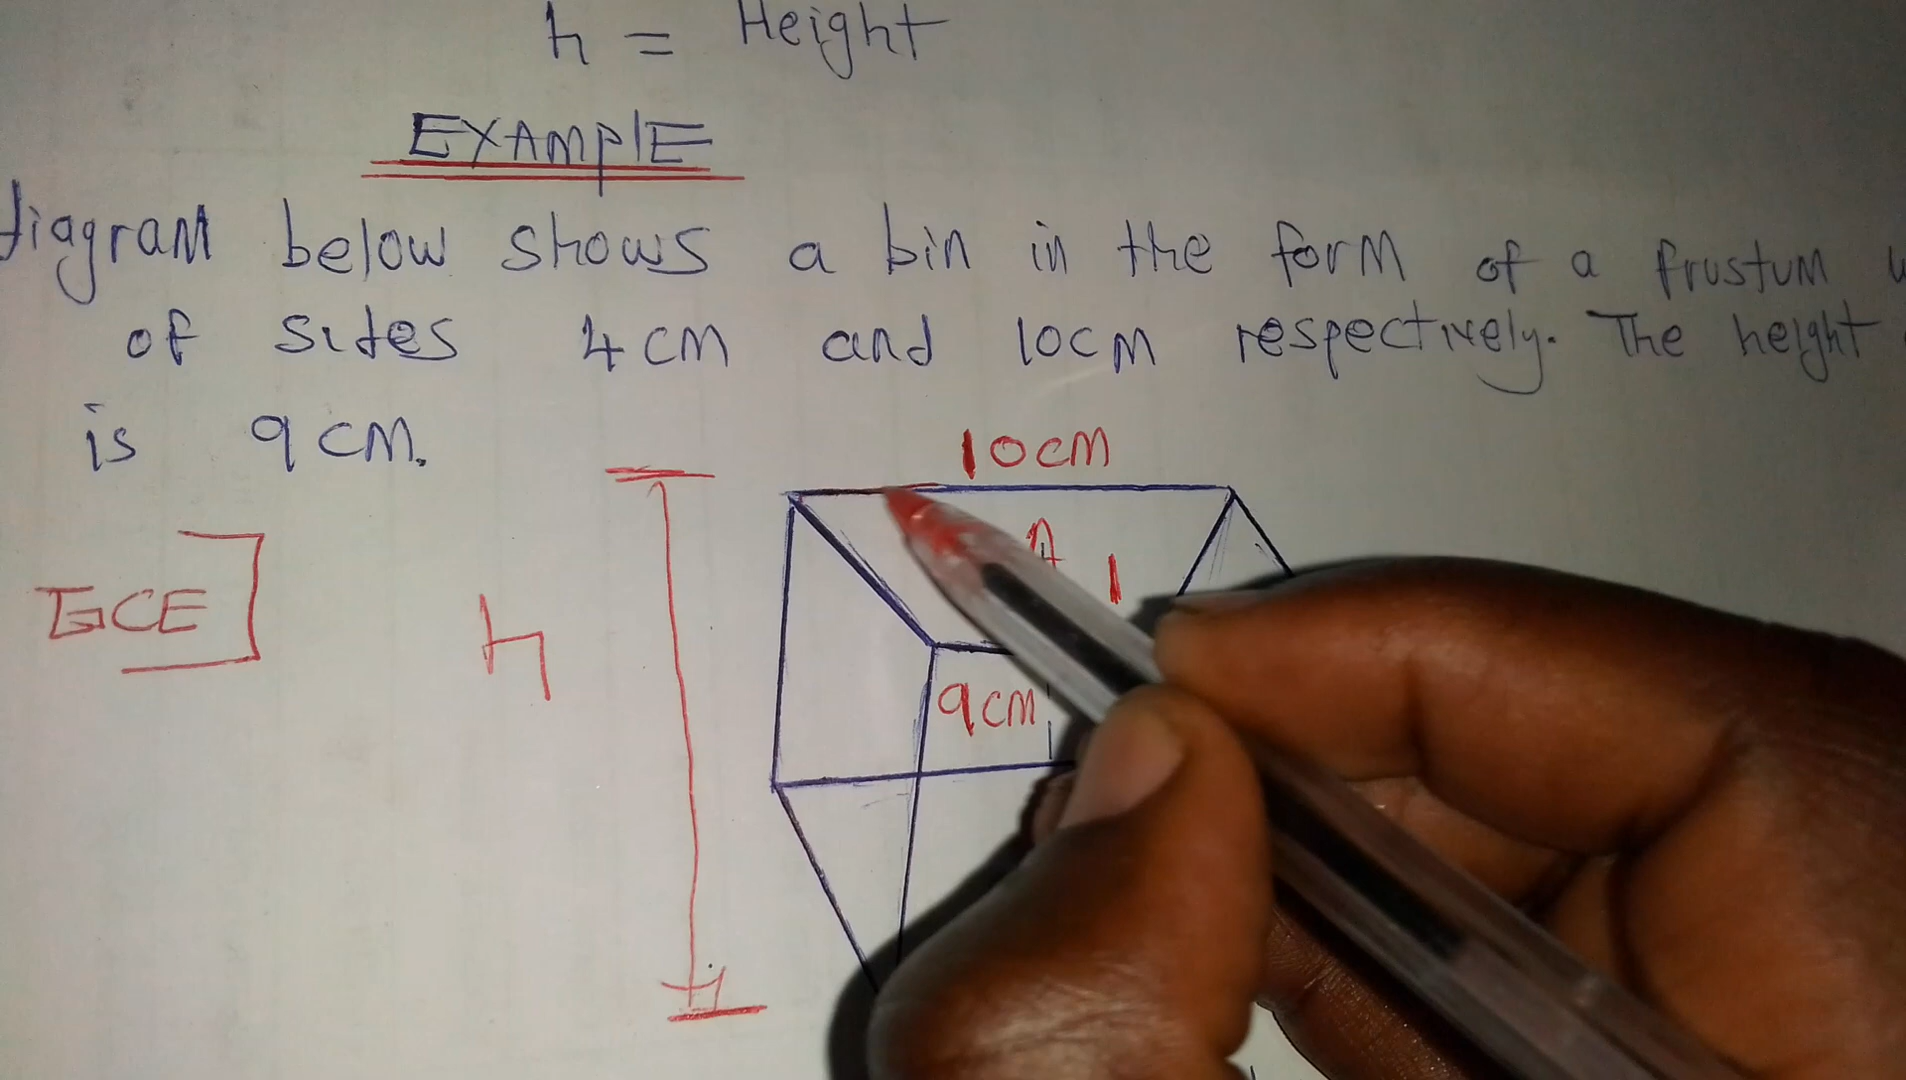 h = Height
EXAMPlE
diagram below shows a bin in the form of a frustum
of sides 4cm and 10cm respectively. The height
is 9cm.
10cm
GCE
h
A
1
9cm